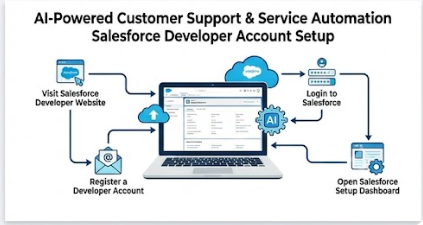 AI-Powered Customer Support & Service Automation
Salesforce Developer Account Setup
Visit Salesforce
Developer Website
Login to
Salesforce
AI
Register a
Developer Account
Open Salesforce
Setup Dashboard